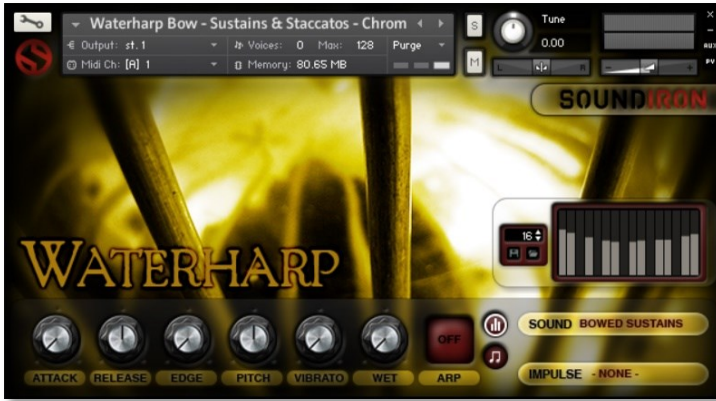 Waterharp Bow - Sustains & Staccatos - Chrom
Output: st. 1
Voices: 0 Max: 128
Purge
Midi Ch: [A] 1
Memory: 80.65 MB
S
M
Tune
0.00
L R
- +
×
-
AUX
PV
SOUNDIRON
16
WATERHARP
OFF
ATTACK RELEASE EDGE PITCH VIBRATO WET ARP
SOUND BOWED SUSTAINS
IMPULSE - NONE -